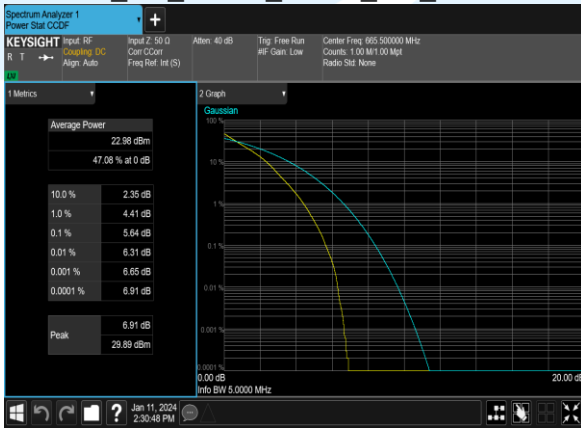 Spectrum Analyzer 1
Power Stat CCDF
+
KEYSIGHT
R T
Input: RF
Coupling: DC
Align: Auto
Input Z: 50 Ω
Corr CCorr
Freq Ref: Int (S)
Atten: 40 dB
Trig: Free Run
#IF Gain: Low
Center Freq: 665.500000 MHz
Counts: 1.00 M/1.00 Mpt
Radio Std: None
1 Metrics
Average Power
22.98 dBm
47.08 % at 0 dB
10.0 % 2.35 dB
1.0 % 4.41 dB
0.1 % 5.64 dB
0.01 % 6.31 dB
0.001 % 6.65 dB
0.0001 % 6.91 dB
Peak
6.91 dB
29.89 dBm
2 Graph
Gaussian
100 %
10 %
1 %
0.1 %
0.01 %
0.001 %
0.0001 %
0.00 dB
20.00 dB
Info BW 5.0000 MHz
?
Jan 11, 2024
2:30:48 PM